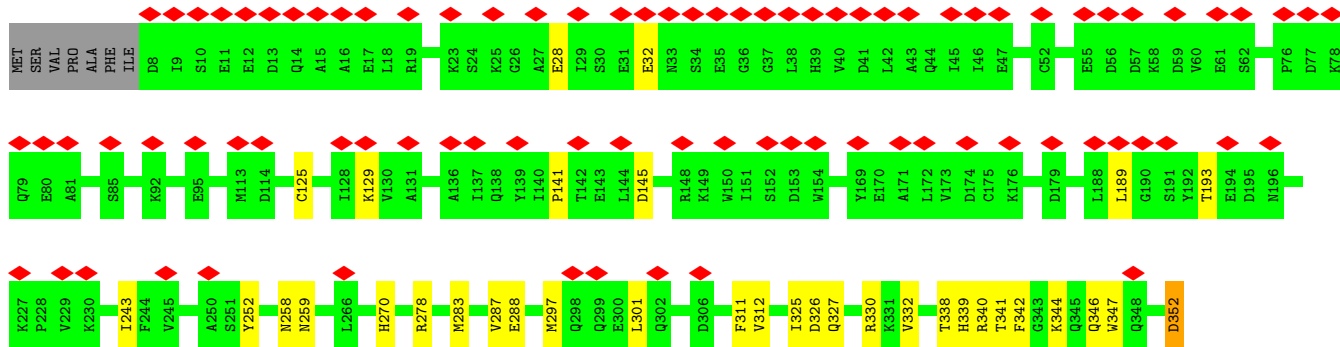 MET SER VAL PRO ALA PHE ILE D8 I9 S10 E11 E12 D13 Q14 A15 A16 E17 L18 R19 K23 S24 K25 G26 A27 E28 I29 S30 E31 E32 N33 S34 E35 G36 G37 L38 H39 V40 D41 L42 A43 Q44 I45 I46 E47 C52 E55 D56 D57 K58 D59 V60 E61 S62 P76 D77 K78
Q79 E80 A81 S85 K92 E95 M113 D114 C125 I128 K129 V130 A131 A136 I137 Q138 Y139 I140 P141 T142 E143 L144 D145 R148 K149 W150 I151 S152 D153 W154 Y169 E170 A171 L172 V173 D174 C175 K176 D179 L188 L189 G190 S191 Y192 T193 E194 D195 N196
K227 P228 V229 K230 I243 F244 V245 A250 S251 Y252 N258 N259 L266 H270 R278 M283 V287 E288 M297 Q298 Q299 E300 L301 Q302 D306 F311 V312 I325 D326 Q327 R330 K331 V332 T338 H339 R340 T341 F342 G343 K344 Q345 Q346 W347 Q348 D352